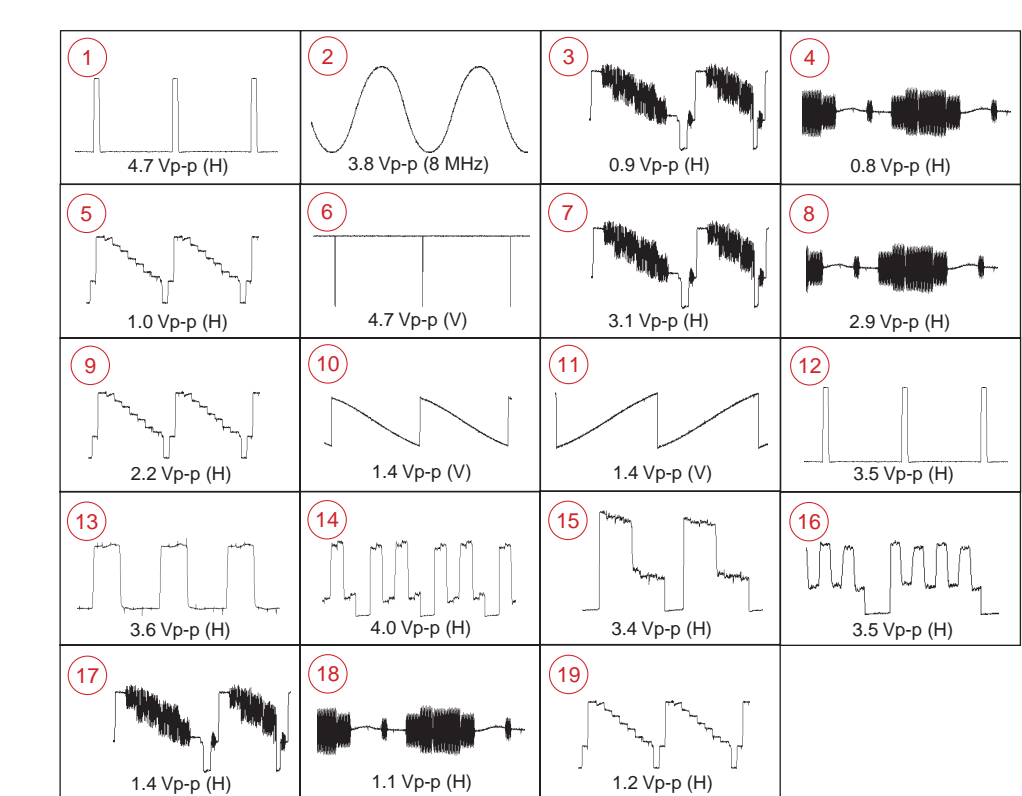 1
4.7 Vp-p (H)
2
3.8 Vp-p (8 MHz)
3
0.9 Vp-p (H)
4
0.8 Vp-p (H)
5
1.0 Vp-p (H)
6
4.7 Vp-p (V)
7
3.1 Vp-p (H)
8
2.9 Vp-p (H)
9
2.2 Vp-p (H)
10
1.4 Vp-p (V)
11
1.4 Vp-p (V)
12
3.5 Vp-p (H)
13
3.6 Vp-p (H)
14
4.0 Vp-p (H)
15
3.4 Vp-p (H)
16
3.5 Vp-p (H)
17
1.4 Vp-p (H)
18
1.1 Vp-p (H)
19
1.2 Vp-p (H)